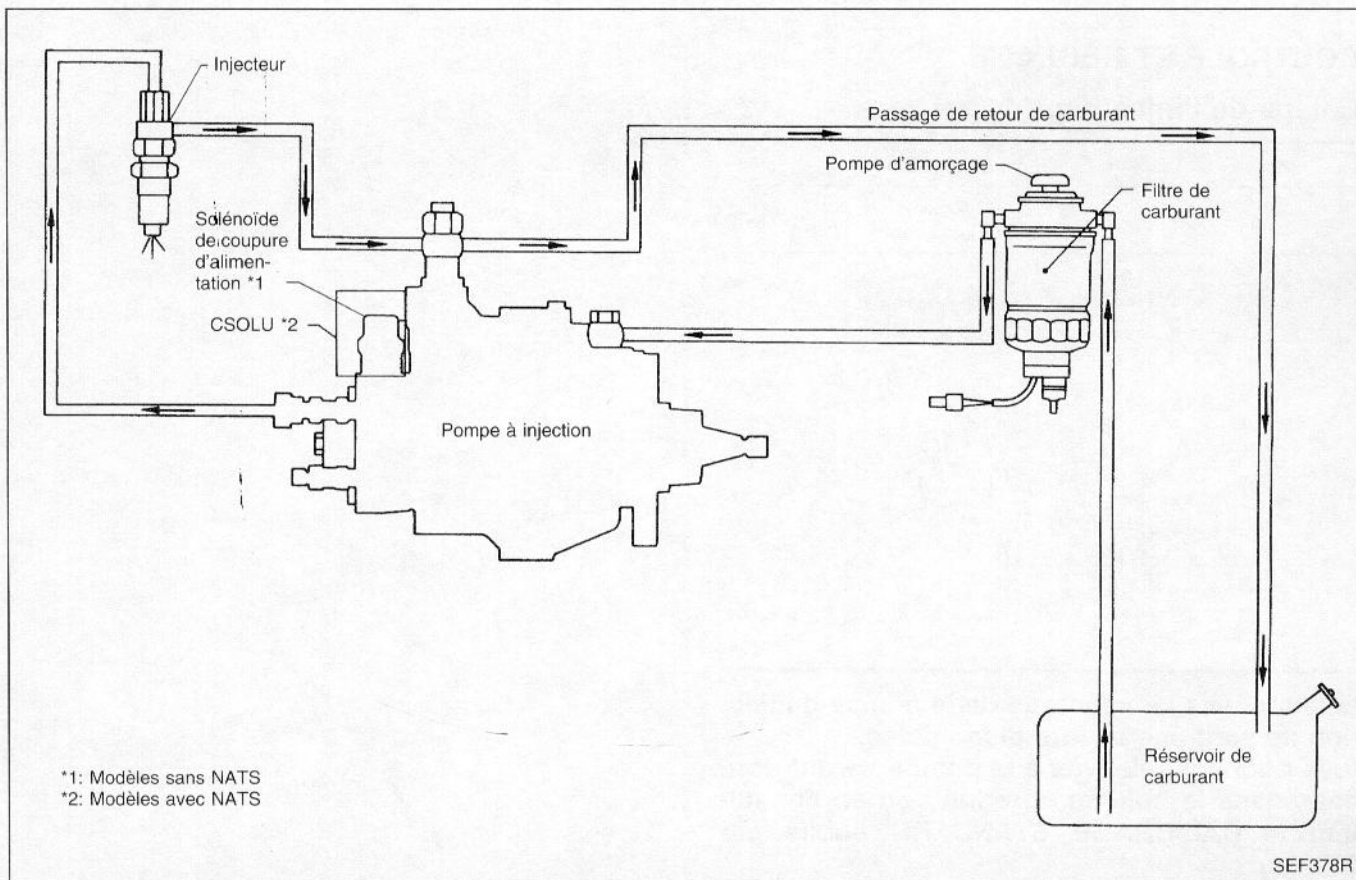 Injecteur
Passage de retour de carburant
Pompe d'amorçage
Filtre de
carburant
Solénoïde
de coupure
d'alimen-
tation *1
CSOLU *2
Pompe à injection
Réservoir de
carburant
*1: Modèles sans NATS
*2: Modèles avec NATS
SEF378R